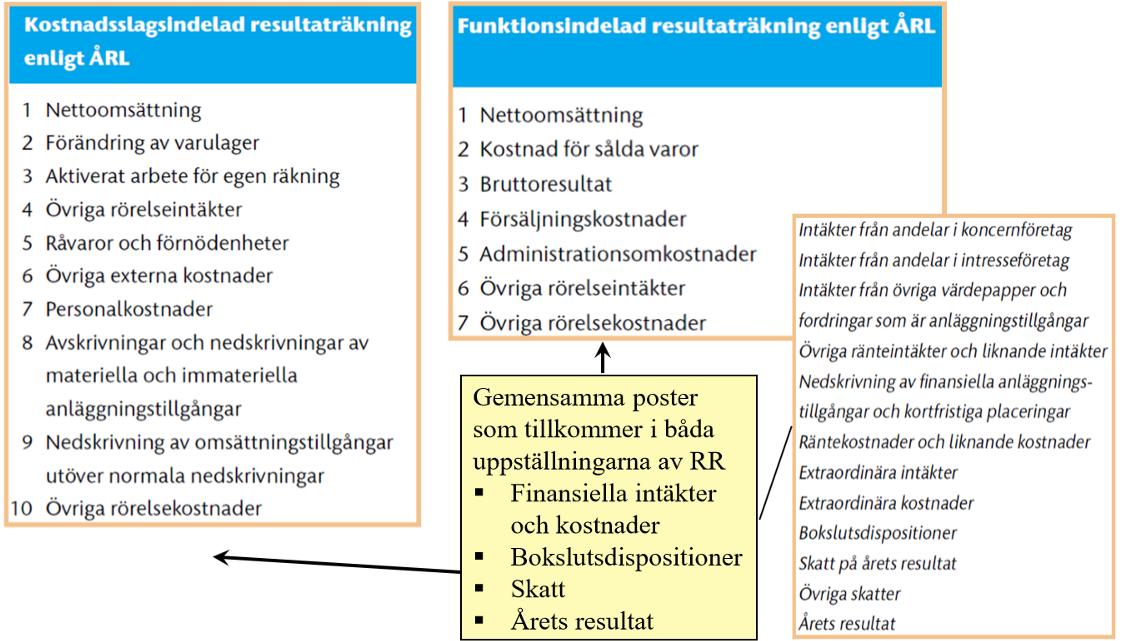 Kostnadsslagsindelad resultaträkning
enligt ÅRL
1 Nettoomsättning
2 Förändring av varulager
3 Aktiverat arbete för egen räkning
4 Övriga rörelseintäkter
5 Råvaror och förnödenheter
6 Övriga externa kostnader
7 Personalkostnader
8 Avskrivningar och nedskrivningar av
materiella och immateriella
anläggningstillgångar
9 Nedskrivning av omsättningstillgångar
utöver normala nedskrivningar
10 Övriga rörelsekostnader
Funktionsindelad resultaträkning enligt ÅRL
1 Nettoomsättning
2 Kostnad för sålda varor
3 Bruttoresultat
4 Försäljningskostnader
5 Administrationsomkostnader
6 Övriga rörelseintäkter
7 Övriga rörelsekostnader
Gemensamma poster
som tillkommer i båda
uppställningarna av RR
▪ Finansiella intäkter
och kostnader
▪ Bokslutsdispositioner
▪ Skatt
▪ Årets resultat
Intäkter från andelar i koncernföretag
Intäkter från andelar i intresseföretag
Intäkter från övriga värdepapper och
fordringar som är anläggningstillgångar
Övriga ränteintäkter och liknande intäkter
Nedskrivning av finansiella anläggnings-
tillgångar och kortfristiga placeringar
Räntekostnader och liknande kostnader
Extraordinära intäkter
Extraordinära kostnader
Bokslutsdispositioner
Skatt på årets resultat
Övriga skatter
Årets resultat